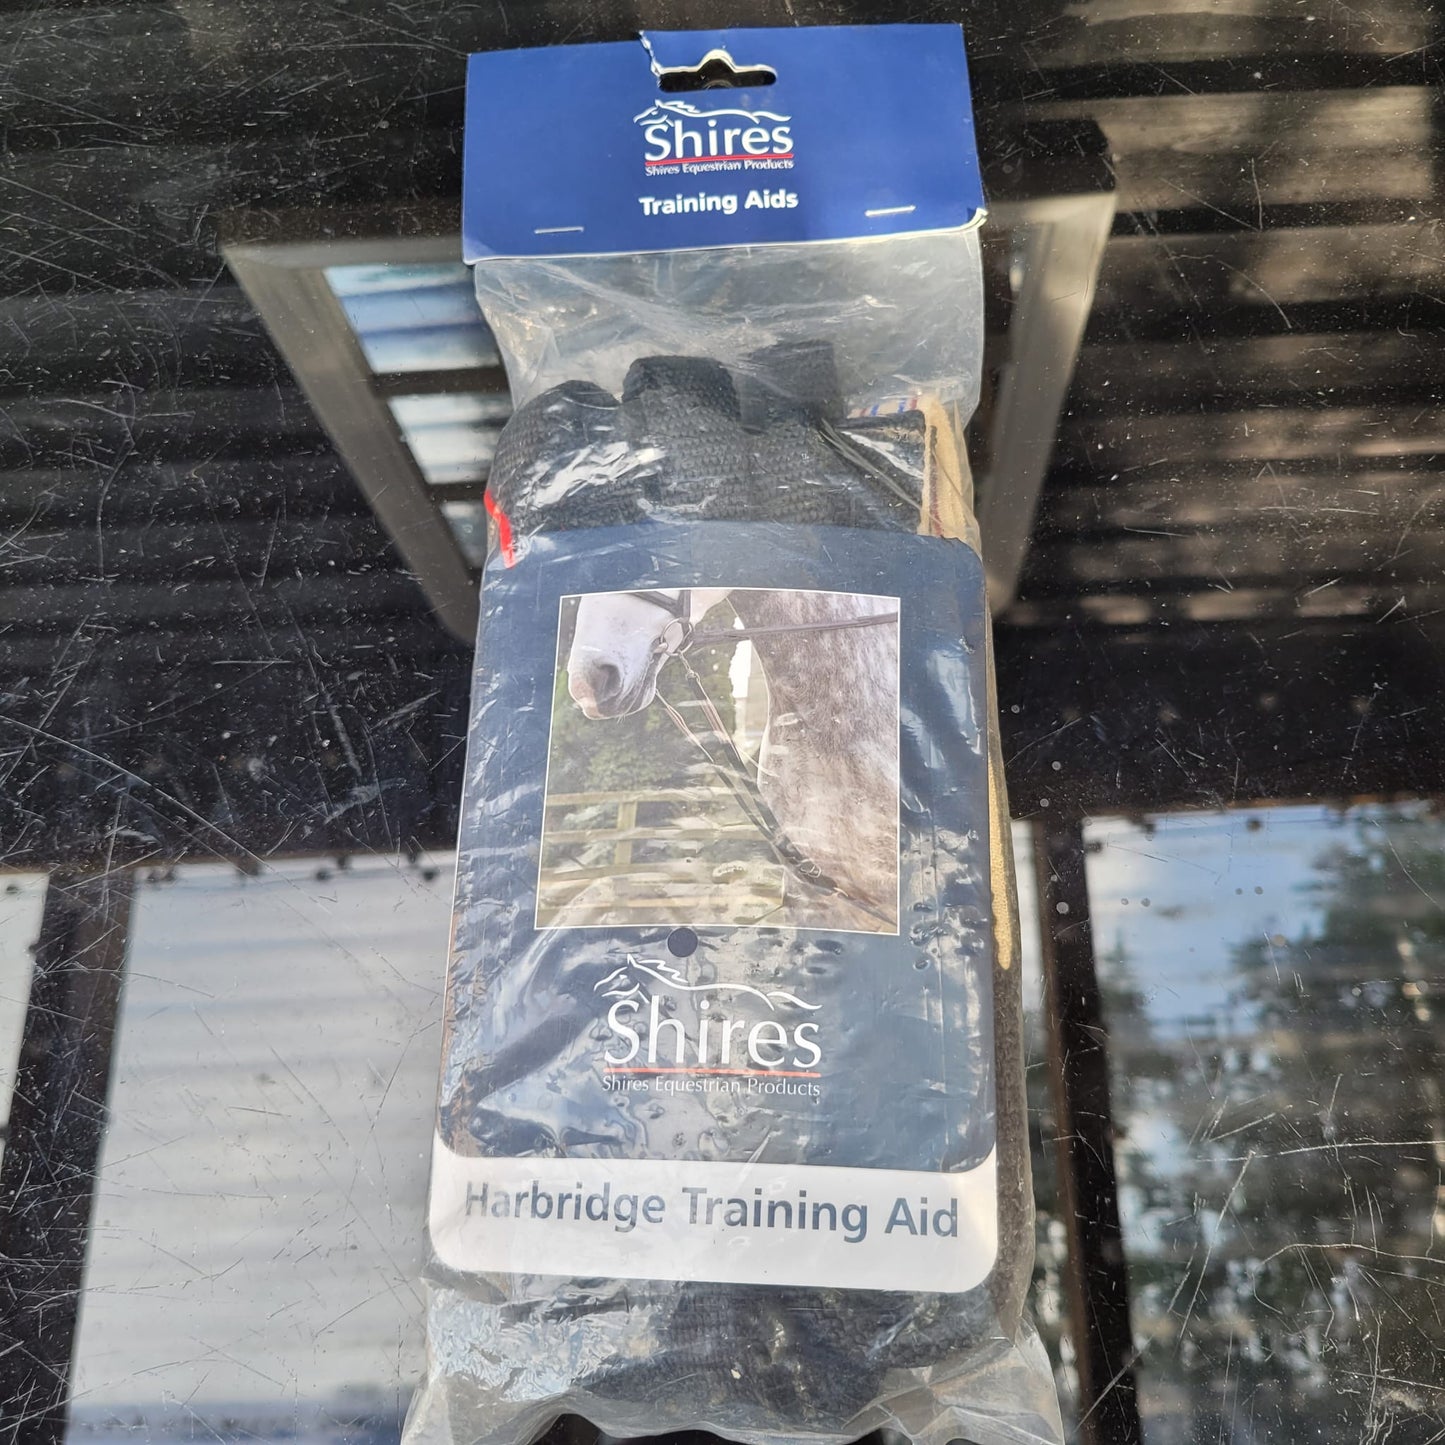 Shires
Shires Equestrian Products
Training Aids
Shires
Shires Equestrian Products
Harbridge Training Aid